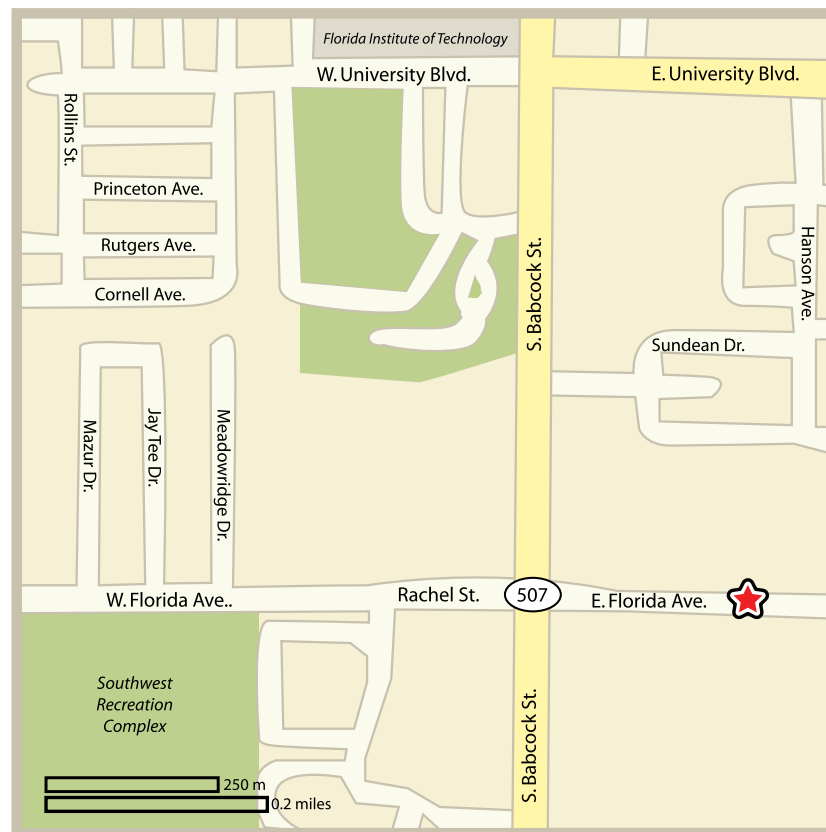 Florida Institute of Technology
W. University Blvd.
E. University Blvd.
Rollins St.
Princeton Ave.
Rutgers Ave.
Cornell Ave.
S. Babcock St.
Hanson Ave.
Sundean Dr.
Mazur Dr.
Jay Tee Dr.
Meadowridge Dr.
W. Florida Ave..
Rachel St.
507
E. Florida Ave.
Southwest
Recreation
Complex
S. Babcock St.
250 m
0.2 miles